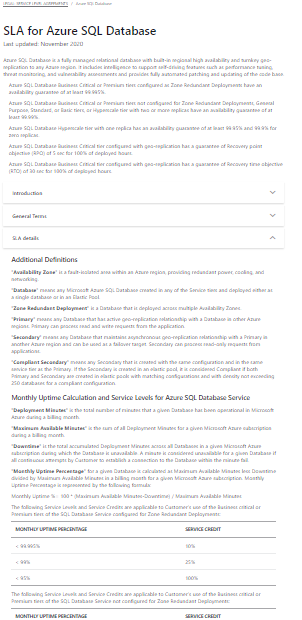 LEGAL: SERVICE LEVEL AGREEMENTS / Azure SQL Database
SLA for Azure SQL Database
Last updated: November 2020
Azure SQL Database is a fully managed relational database with built-in regional high availability and turnkey geo-
replication to any Azure region. It includes intelligence to support self-driving features such as performance tuning,
threat monitoring, and vulnerability assessments and provides fully automated patching and updating of the code base.
Azure SQL Database Business Critical or Premium tiers configured as Zone Redundant Deployments have an
availability guarantee of at least 99.995%.
Azure SQL Database Business Critical or Premium tiers not configured for Zone Redundant Deployments, General
Purpose, Standard, or Basic tiers, or Hyperscale tier with two or more replicas have an availability guarantee of at
least 99.99%.
Azure SQL Database Hyperscale tier with one replica has an availability guarantee of at least 99.95% and 99.9% for
zero replicas.
Azure SQL Database Business Critical tier configured with geo-replication has a guarantee of Recovery point
objective (RPO) of 5 sec for 100% of deployed hours.
Azure SQL Database Business Critical tier configured with geo-replication has a guarantee of Recovery time objective
(RTO) of 30 sec for 100% of deployed hours.
Introduction
General Terms
SLA details
Additional Definitions
"Availability Zone" is a fault-isolated area within an Azure region, providing redundant power, cooling, and
networking.
"Database" means any Microsoft Azure SQL Database created in any of the Service tiers and deployed either as
a single database or in an Elastic Pool.
"Zone Redundant Deployment" is a Database that is deployed across multiple Availability Zones.
"Primary" means any Database that has active geo-replication relationship with a Database in other Azure
regions. Primary can process read and write requests from the application.
"Secondary" means any Database that maintains asynchronous geo-replication relationship with a Primary in
another Azure region and can be used as a failover target. Secondary can process read-only requests from
applications.
"Compliant Secondary" means any Secondary that is created with the same configuration and in the same
service tier as the Primary. If the Secondary is created in an elastic pool, it is considered Compliant if both
Primary and Secondary are created in elastic pools with matching configurations and with density not exceeding
250 databases for a compliant configuration.
Monthly Uptime Calculation and Service Levels for Azure SQL Database Service
"Deployment Minutes" is the total number of minutes that a given Database has been operational in Microsoft
Azure during a billing month.
"Maximum Available Minutes" is the sum of all Deployment Minutes for a given Microsoft Azure subscription
during a billing month.
"Downtime" is the total accumulated Deployment Minutes across all Databases in a given Microsoft Azure
subscription during which the Database is unavailable. A minute is considered unavailable for a given Database if
all continuous attempts by Customer to establish a connection to the Database within the minute fail.
"Monthly Uptime Percentage" for a given Database is calculated as Maximum Available Minutes less Downtime
divided by Maximum Available Minutes in a billing month for a given Microsoft Azure subscription. Monthly
Uptime Percentage is represented by the following formula:
Monthly Uptime % : 100 * (Maximum Available Minutes-Downtime) / Maximum Available Minutes
The following Service Levels and Service Credits are applicable to Customer's use of the Business critical or
Premium tiers of the SQL Database Service configured for Zone Redundant Deployments:
MONTHLY UPTIME PERCENTAGE SERVICE CREDIT
< 99.995% 10%
< 99% 25%
< 95% 100%
The following Service Levels and Service Credits are applicable to Customer's use of the Business critical or
Premium tiers of the SQL Database Service not configured for Zone Redundant Deployments:
MONTHLY UPTIME PERCENTAGE SERVICE CREDIT